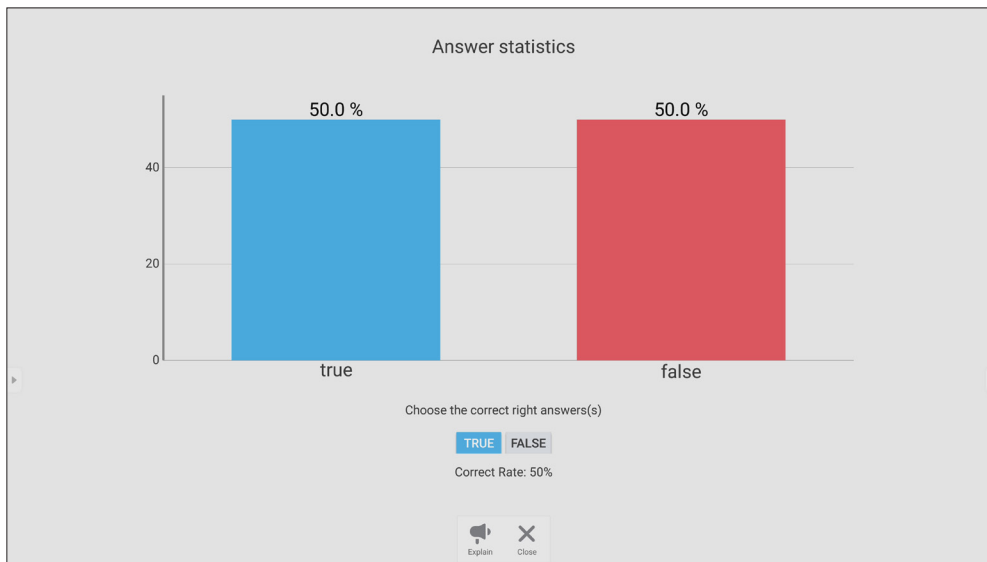 Answer statistics
50.0 % 50.0 %
40
20
0
true false
Choose the correct right answers(s)
TRUE FALSE
Correct Rate: 50%
Explain Close